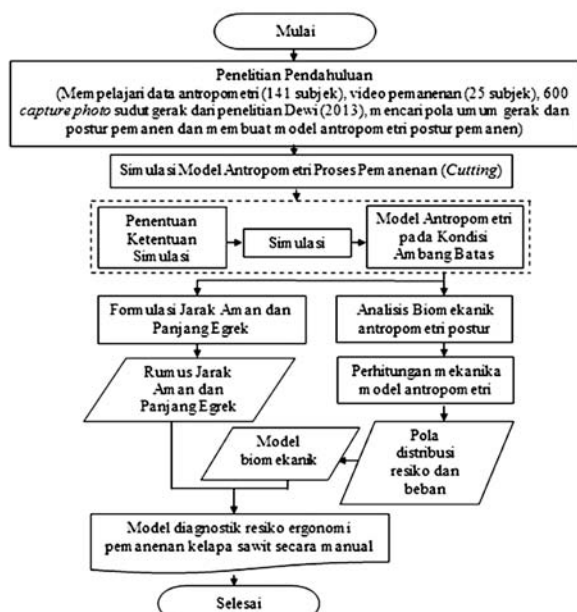 Mulai
Penelitian Pendahuluan
(Mempelajari data antropometri (141 subjek), video pemanenan (25 subjek), 600
capture photo sudut gerak dari penelitian Dewi (2013), mencari pola umum gerak dan
postur pemanen dan membuat model antropometri postur pemanen)
Simulasi Model Antropometri Proses Pemanenan (Cutting)
Penentuan
Ketentuan
Simulasi
Simulasi
Model Antropometri
pada Kondisi
Ambang Batas
Formulasi Jarak Aman dan
Panjang Egrek
Analisis Biomekanik
antropometri postur
Rumus Jarak
Aman dan
Panjang Egrek
Perhitungan mekanika
model antropometri
Model
biomekanik
Pola
distribusi
resiko dan
beban
Model diagnostik resiko ergonomi
pemanenan kelapa sawit secara manual
Selesai